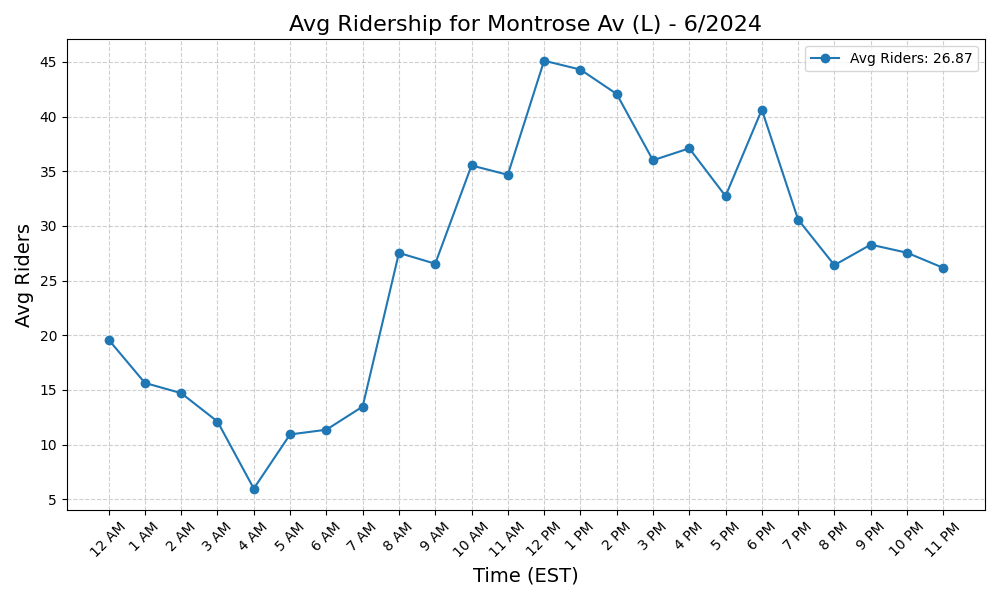 Avg Ridership for Montrose Av (L) - 6/2024
Avg Riders: 26.87
Avg Riders
45
40
35
30
25
20
15
10
5
12 AM
1 AM
2 AM
3 AM
4 AM
5 AM
6 AM
7 AM
8 AM
9 AM
10 AM
11 AM
12 PM
1 PM
2 PM
3 PM
4 PM
5 PM
6 PM
7 PM
8 PM
9 PM
10 PM
11 PM
Time (EST)